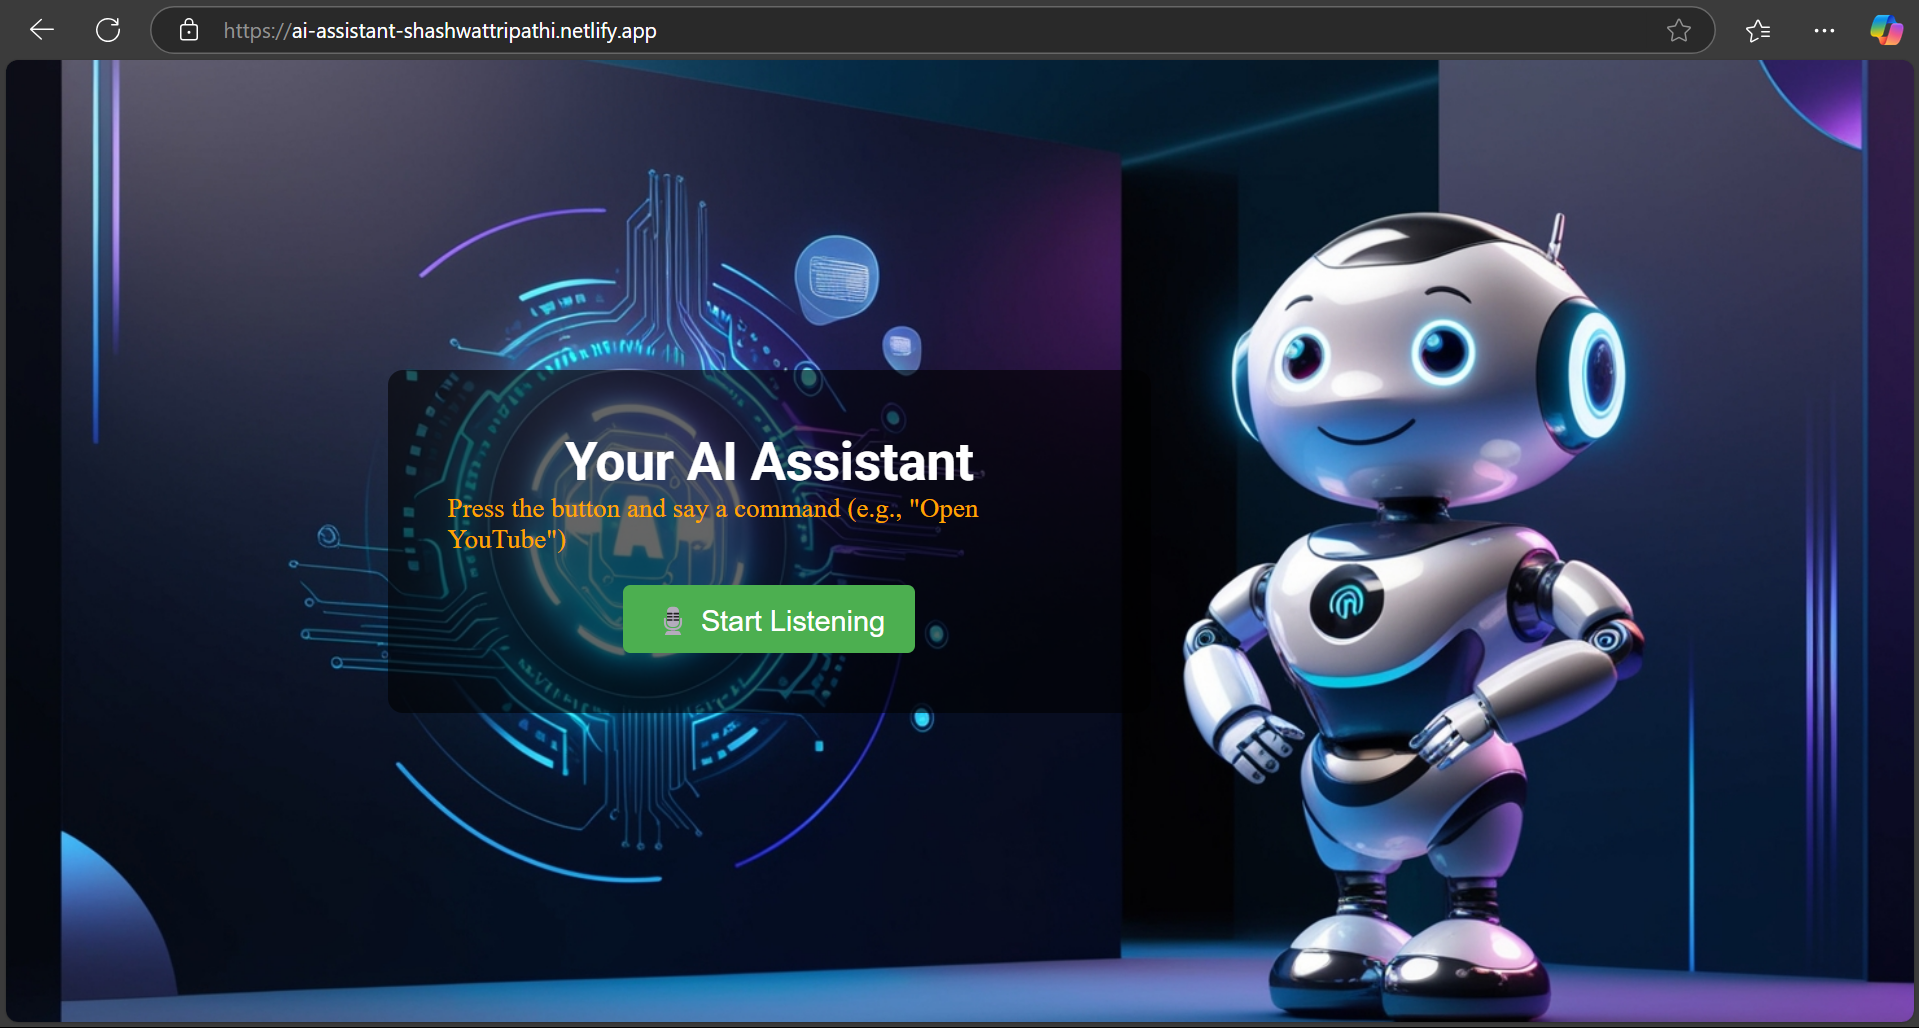 https://ai-assistant-shashwattripathi.netlify.app
Your AI Assistant
Press the button and say a command (e.g., "Open
YouTube")
Start Listening